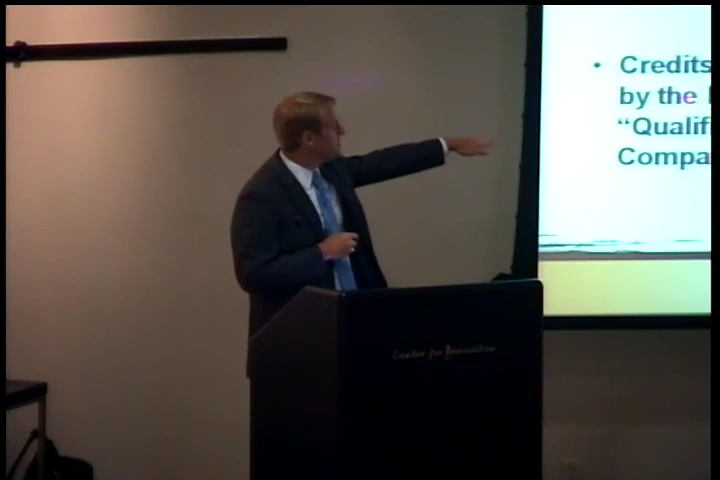 • Credits
by the
“Qualif
Compa
Center for Innovation